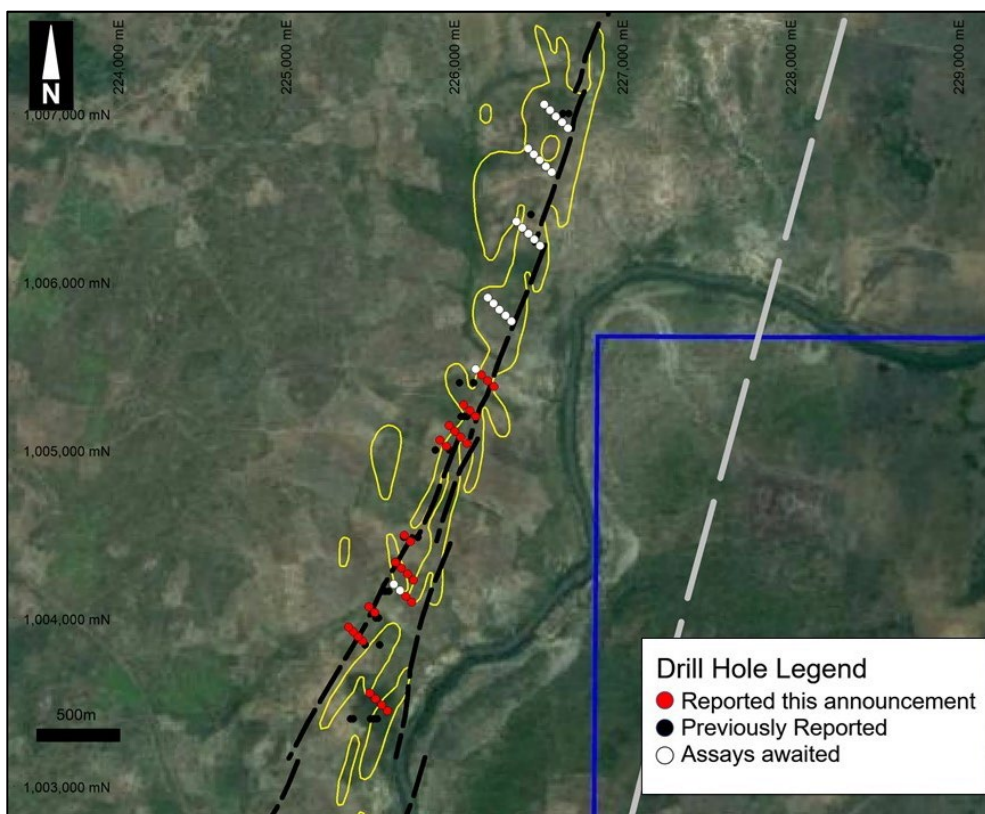 224,000 mE
225,000 mE
226,000 mE
227,000 mE
228,000 mE
229,000 mE
N
1,007,000 mN
1,006,000 mN
1,005,000 mN
1,004,000 mN
1,003,000 mN
500m
Drill Hole Legend
Reported this announcement
Previously Reported
Assays awaited